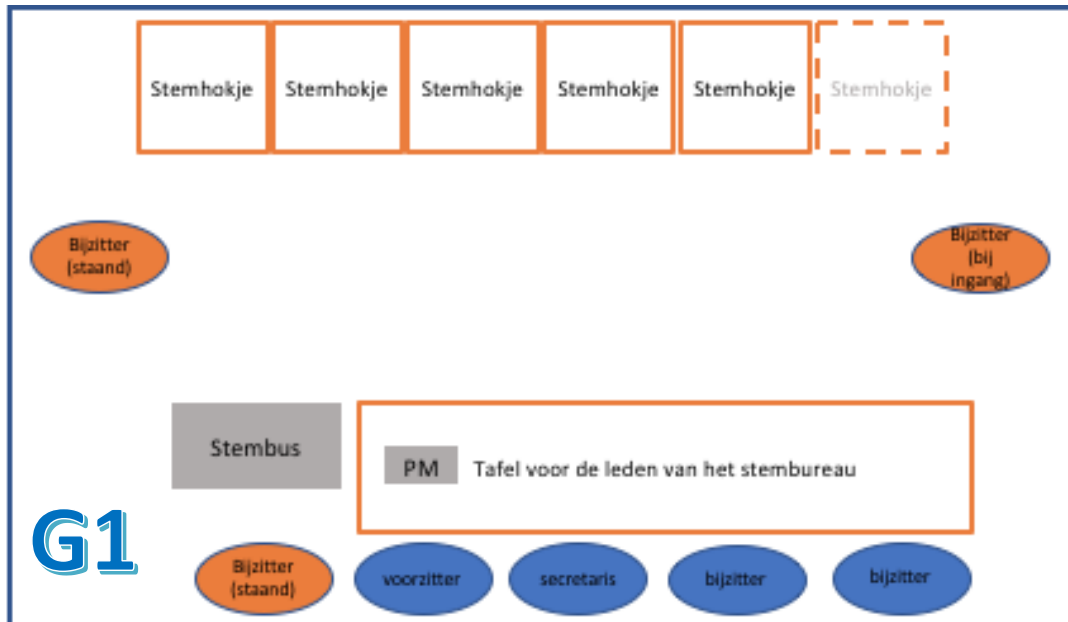 Stemhokje Stemhokje Stemhokje Stemhokje Stemhokje Stemhokje
Bijzitter
(staand)
Bijzitter
(bij
ingang)
Stembus
PM Tafel voor de leden van het stembureau
G1
Bijzitter
(staand)
voorzitter
secretaris
bijzitter
bijzitter